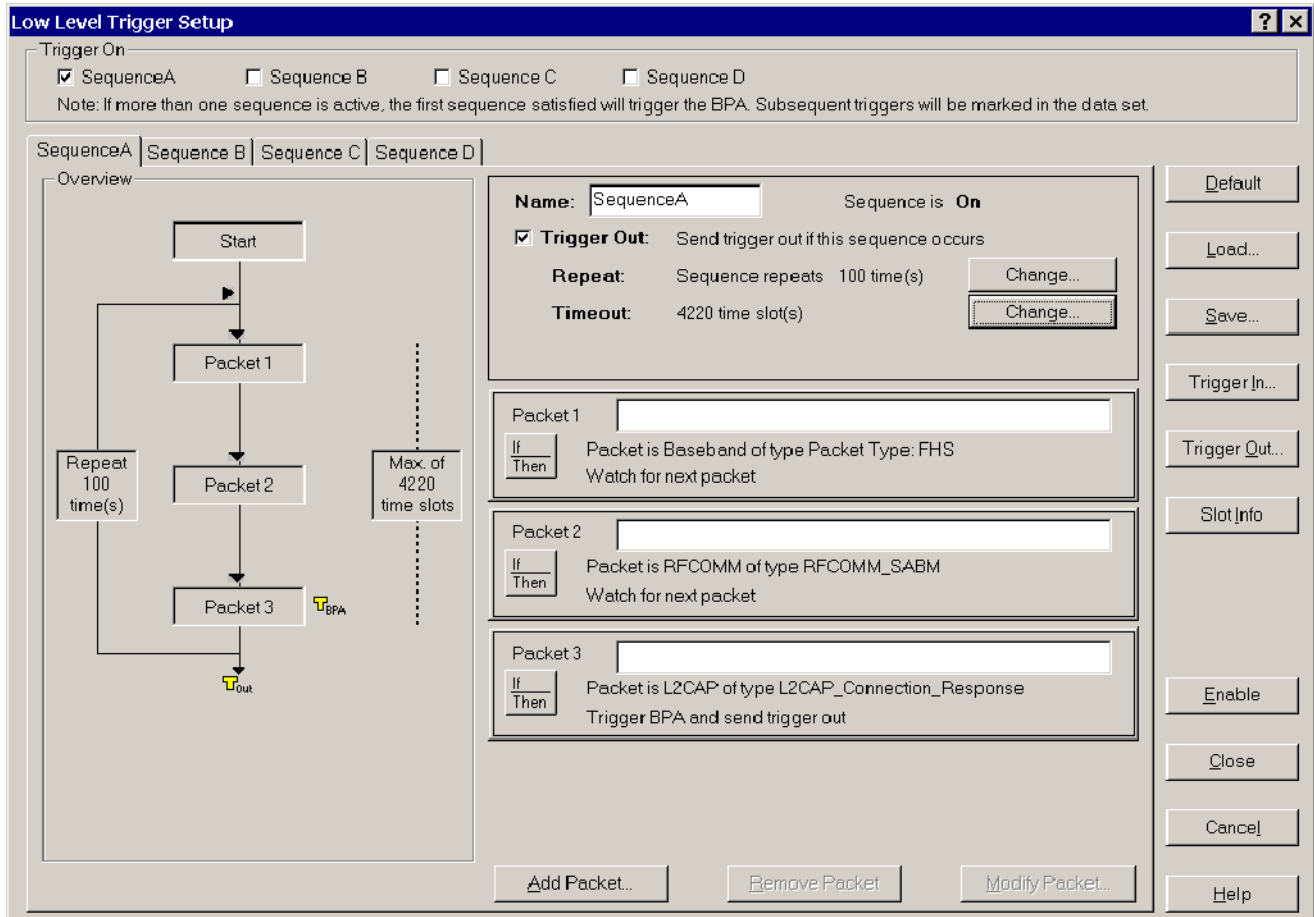 Low Level Trigger Setup
Trigger On
SequenceA Sequence B Sequence C Sequence D
Note: If more than one sequence is active, the first sequence satisfied will trigger the BPA. Subsequent triggers will be marked in the data set.
SequenceA Sequence B Sequence C Sequence D
Overview
Start
Packet 1
Repeat
100
time(s)
Packet 2
Max. of
4220
time slots
Packet 3
TBPA
TOut
Name: SequenceA Sequence is On
Trigger Out: Send trigger out if this sequence occurs
Repeat: Sequence repeats 100 time(s) Change...
Timeout: 4220 time slot(s) Change...
Packet 1
If
Then
Packet is Baseband of type Packet Type: FHS
Watch for next packet
Packet 2
If
Then
Packet is RFCOMM of type RFCOMM_SABM
Watch for next packet
Packet 3
If
Then
Packet is L2CAP of type L2CAP_Connection_Response
Trigger BPA and send trigger out
Add Packet... Remove Packet Modify Packet...
Default
Load...
Save...
Trigger In...
Trigger Out...
Slot Info
Enable
Close
Cancel
Help